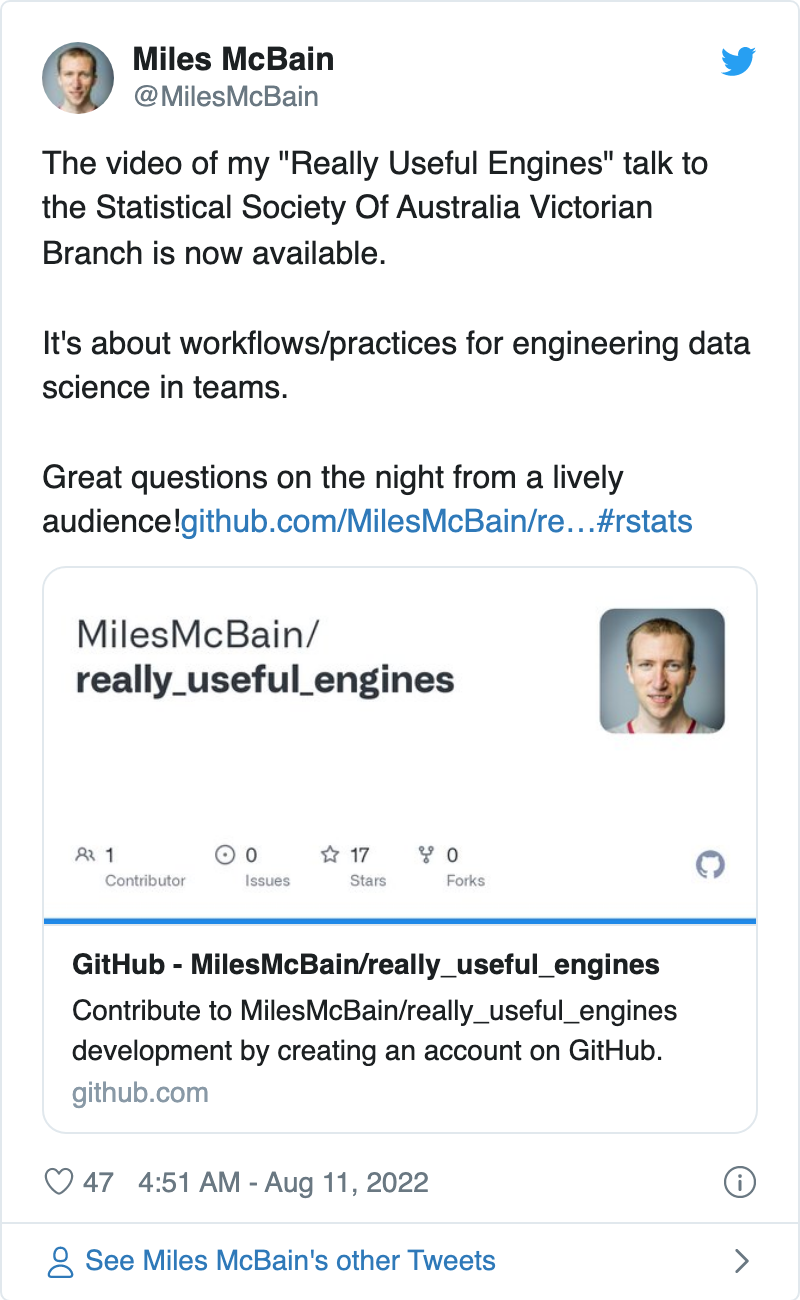 Miles McBain
@MilesMcBain
The video of my "Really Useful Engines" talk to
the Statistical Society Of Australia Victorian
Branch is now available.
It's about workflows/practices for engineering data
science in teams.
Great questions on the night from a lively
audience!github.com/MilesMcBain/re…#rstats
MilesMcBain/
really_useful_engines
1 0 17 0
Contributor Issues Stars Forks
GitHub - MilesMcBain/really_useful_engines
Contribute to MilesMcBain/really_useful_engines
development by creating an account on GitHub.
github.com
47 4:51 AM - Aug 11, 2022
See Miles McBain's other Tweets